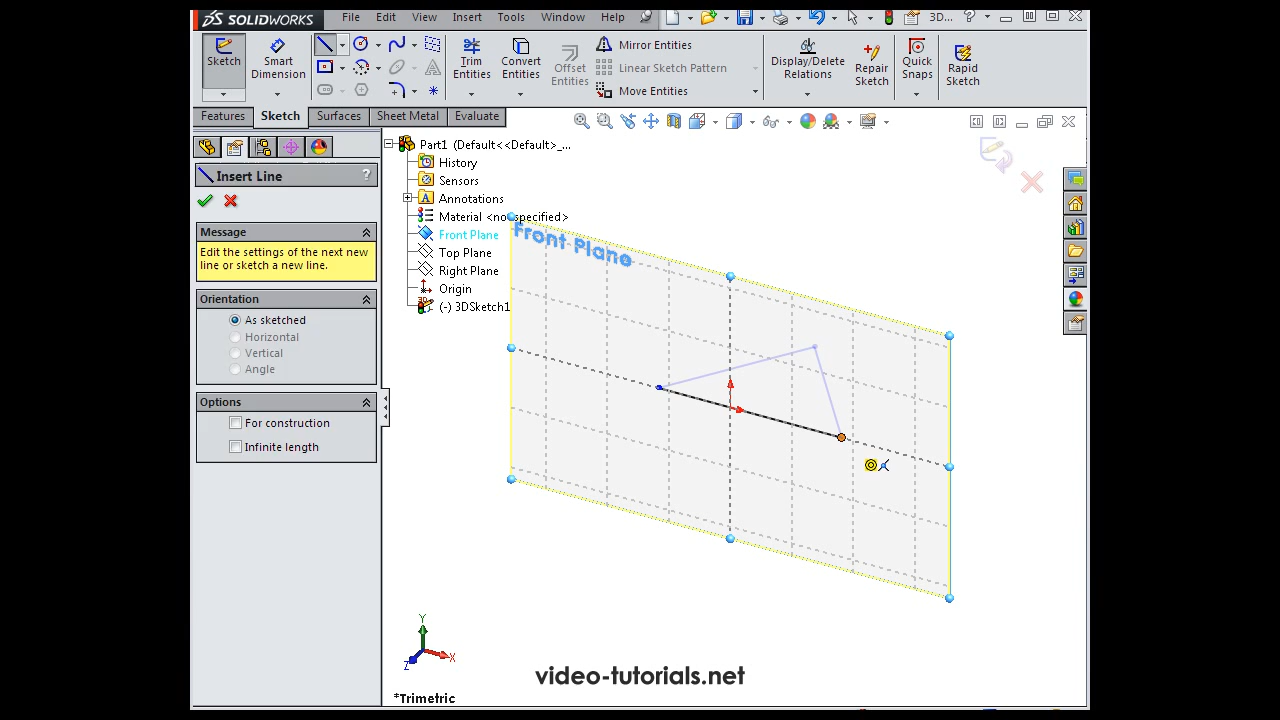 SOLIDWORKS File Edit View Insert Tools Window Help 3D... ?
Sketch Smart Dimension Trim Entities Convert Entities Offset Entities Mirror Entities Display/Delete Relations Repair Sketch Quick Snaps Rapid Sketch
Linear Sketch Pattern
Move Entities
Features Sketch Surfaces Sheet Metal Evaluate
Part1 (Default<<Default>_...
History
Sensors
Annotations
Material <not specified>
Front Plane
Top Plane
Right Plane
Origin
(-) 3DSketch1
Insert Line ?
Message
Edit the settings of the next new
line or sketch a new line.
Orientation
As sketched
Horizontal
Vertical
Angle
Options
For construction
Infinite length
Front Plane
Y
X
Z
video-tutorials.net
*Trimetric